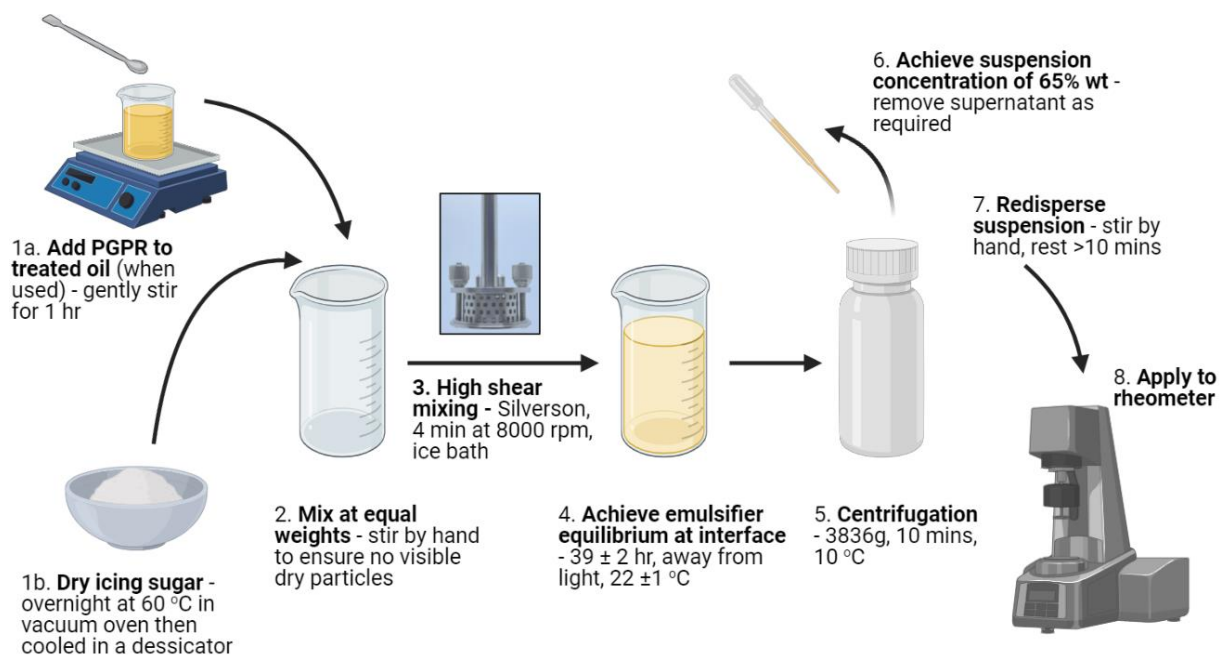 1a. Add PGPR to
treated oil (when
used) - gently stir
for 1 hr
1b. Dry icing sugar -
overnight at 60 °C in
vacuum oven then
cooled in a dessicator
2. Mix at equal
weights - stir by hand
to ensure no visible
dry particles
3. High shear
mixing - Silverson,
4 min at 8000 rpm,
ice bath
4. Achieve emulsifier
equilibrium at interface
- 39 ± 2 hr, away from
light, 22 ±1 °C
5. Centrifugation
- 3836g, 10 mins,
10 °C
6. Achieve suspension
concentration of 65% wt -
remove supernatant as
required
7. Redisperse
suspension - stir by
hand, rest >10 mins
8. Apply to
rheometer